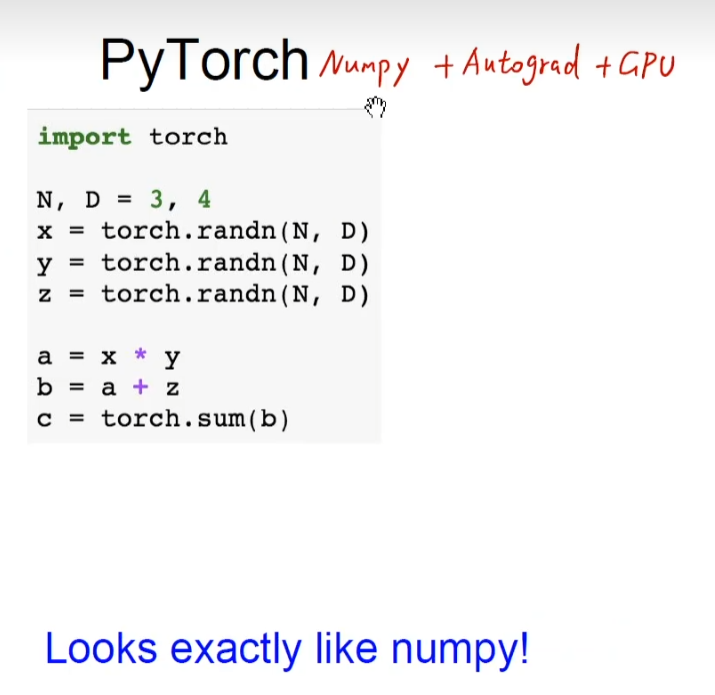 PyTorch Numpy + Autograd + GPU
import torch
N, D = 3, 4
x = torch.randn(N, D)
y = torch.randn(N, D)
z = torch.randn(N, D)
a = x * y
b = a + z
c = torch.sum(b)
Looks exactly like numpy!